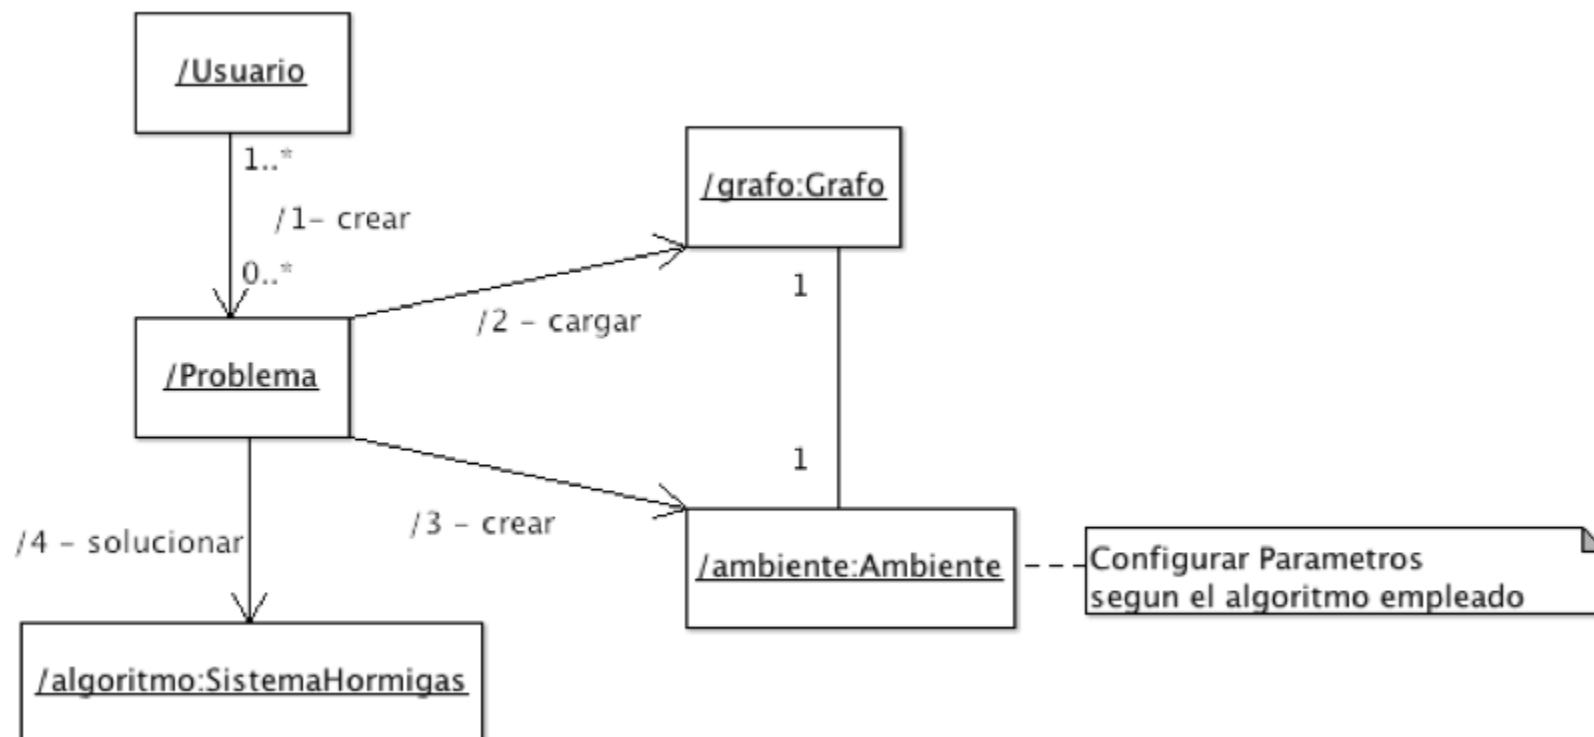 /Usuario
1..*
/1- crear
0..*
/grafo:Grafo
1
/2 - cargar
/Problema
1
/3 - crear
/4 - solucionar
/ambiente:Ambiente
Configurar Parametros
segun el algoritmo empleado
/algoritmo:SistemaHormigas